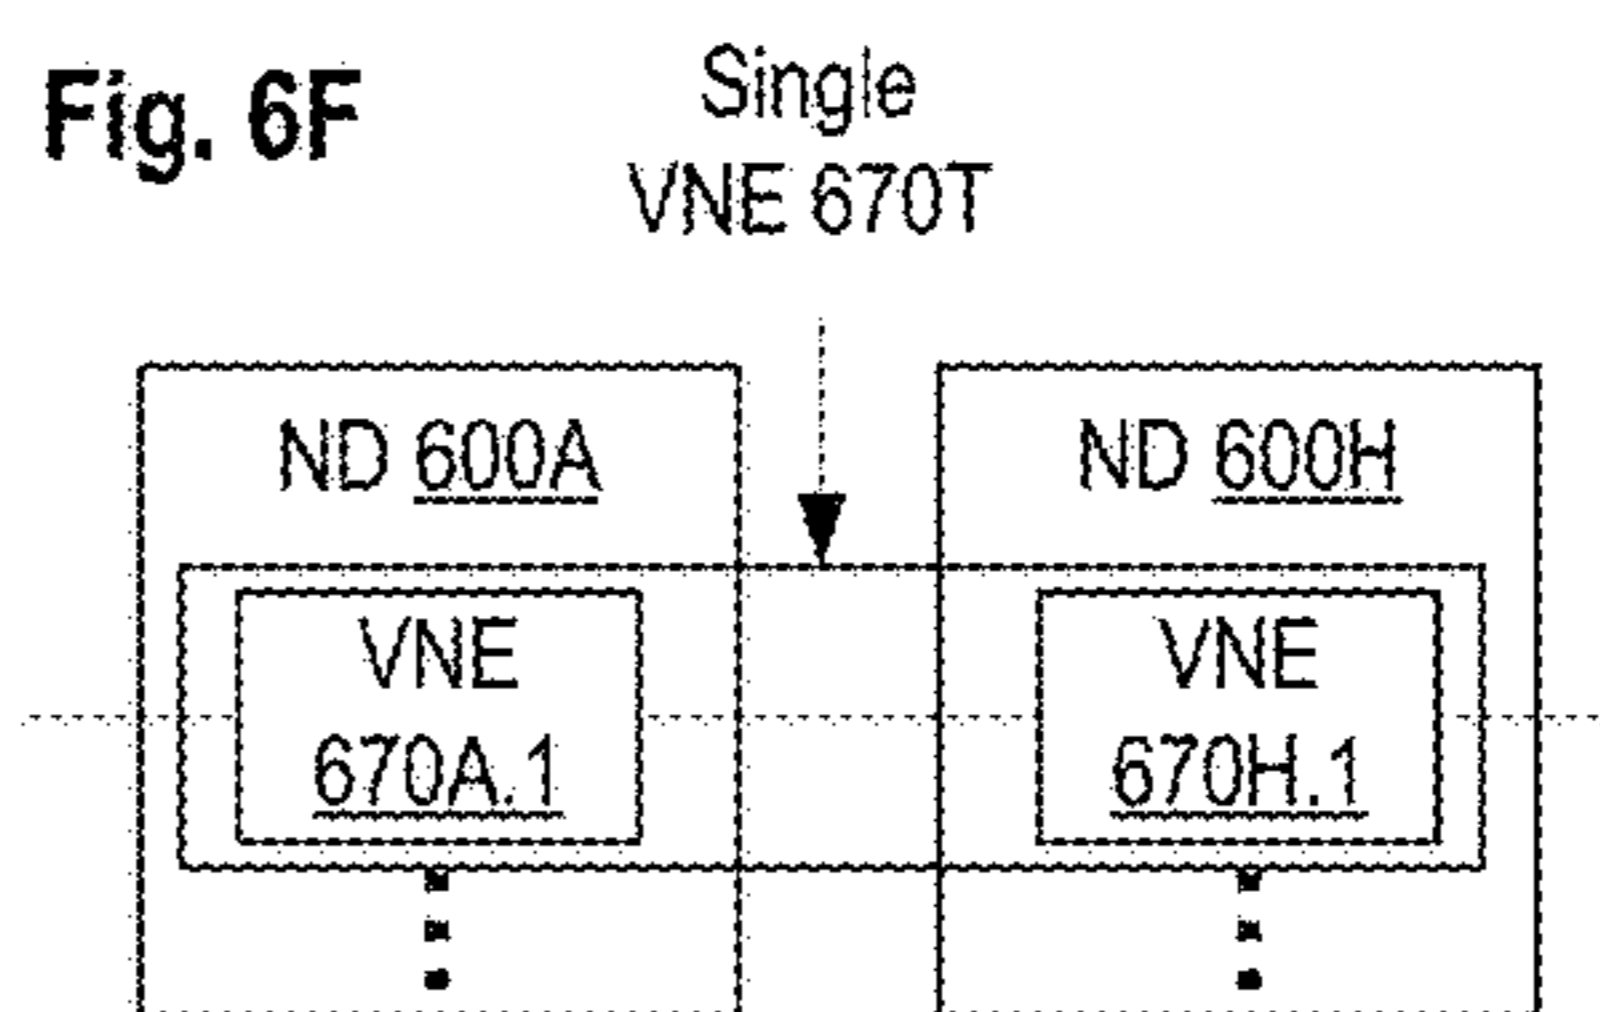 Fig. 6F
Single
VNE 670T
ND 600A
ND 600H
VNE
670A.1
VNE
670H.1